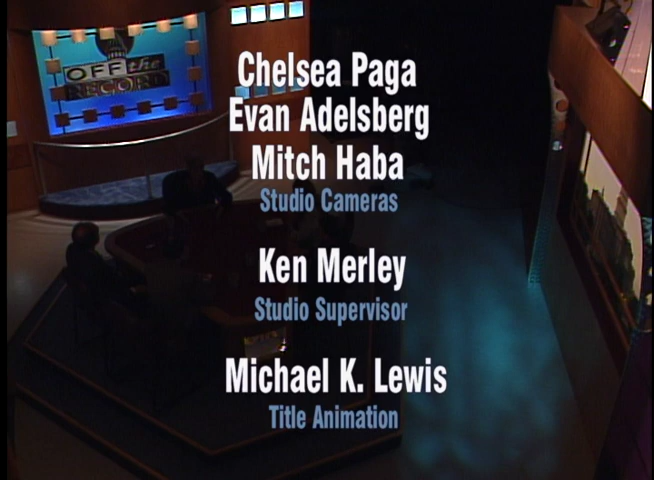 OFF the
RECORD
Chelsea Paga
Evan Adelsberg
Mitch Haba
Studio Cameras
Ken Merley
Studio Supervisor
Michael K. Lewis
Title Animation